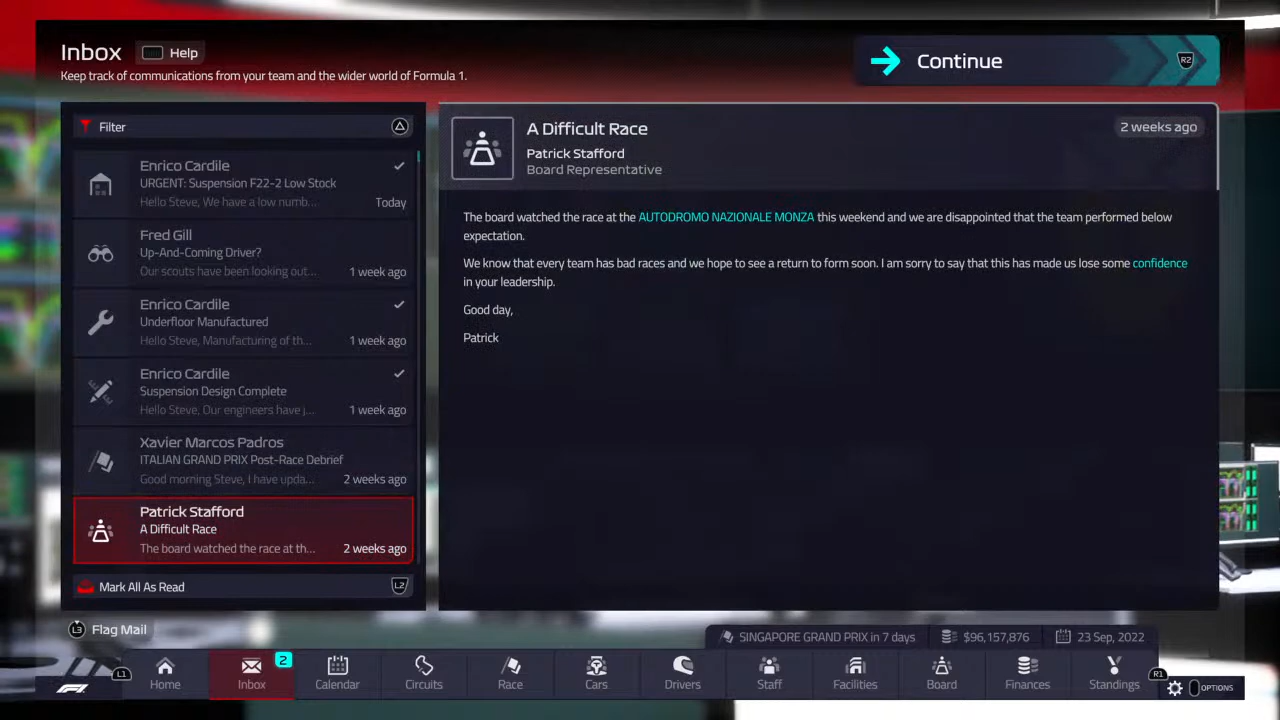 Inbox
Help
Keep track of communications from your team and the wider world of Formula 1.
Continue
R2
Filter
Enrico Cardile
URGENT: Suspension F22-2 Low Stock
Hello Steve, We have a low numb...
Today
Fred Gill
Up-And-Coming Driver?
Our scouts have been looking out...
1 week ago
Enrico Cardile
Underfloor Manufactured
Hello Steve, Manufacturing of th...
1 week ago
Enrico Cardile
Suspension Design Complete
Hello Steve, Our engineers have j...
1 week ago
Xavier Marcos Padros
ITALIAN GRAND PRIX Post-Race Debrief
Good morning Steve, I have upda...
2 weeks ago
Patrick Stafford
A Difficult Race
The board watched the race at th...
2 weeks ago
Mark All As Read
L2
A Difficult Race
2 weeks ago
Patrick Stafford
Board Representative
The board watched the race at the AUTODROMO NAZIONALE MONZA this weekend and we are disappointed that the team performed below
expectation.
We know that every team has bad races and we hope to see a return to form soon. I am sorry to say that this has made us lose some confidence
in your leadership.
Good day,
Patrick
L3
Flag Mail
SINGAPORE GRAND PRIX in 7 days
$96,157,876
23 Sep, 2022
F1
L1
Home
Inbox
2
Calendar
Circuits
Race
Cars
Drivers
Staff
Facilities
Board
Finances
Standings
R1
OPTIONS